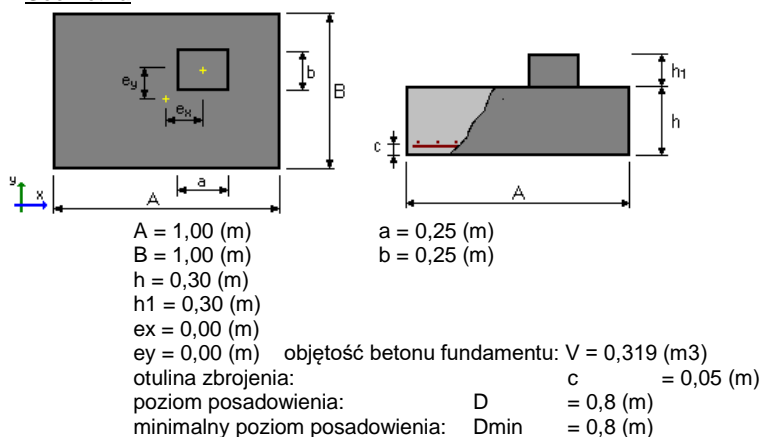 b
B
ey
ex
a
A
y
x
h1
h
c
A
A = 1,00 (m) a = 0,25 (m)
B = 1,00 (m) b = 0,25 (m)
h = 0,30 (m)
h1 = 0,30 (m)
ex = 0,00 (m)
ey = 0,00 (m) objętość betonu fundamentu: V = 0,319 (m3)
otulina zbrojenia: c = 0,05 (m)
poziom posadowienia: D = 0,8 (m)
minimalny poziom posadowienia: Dmin = 0,8 (m)